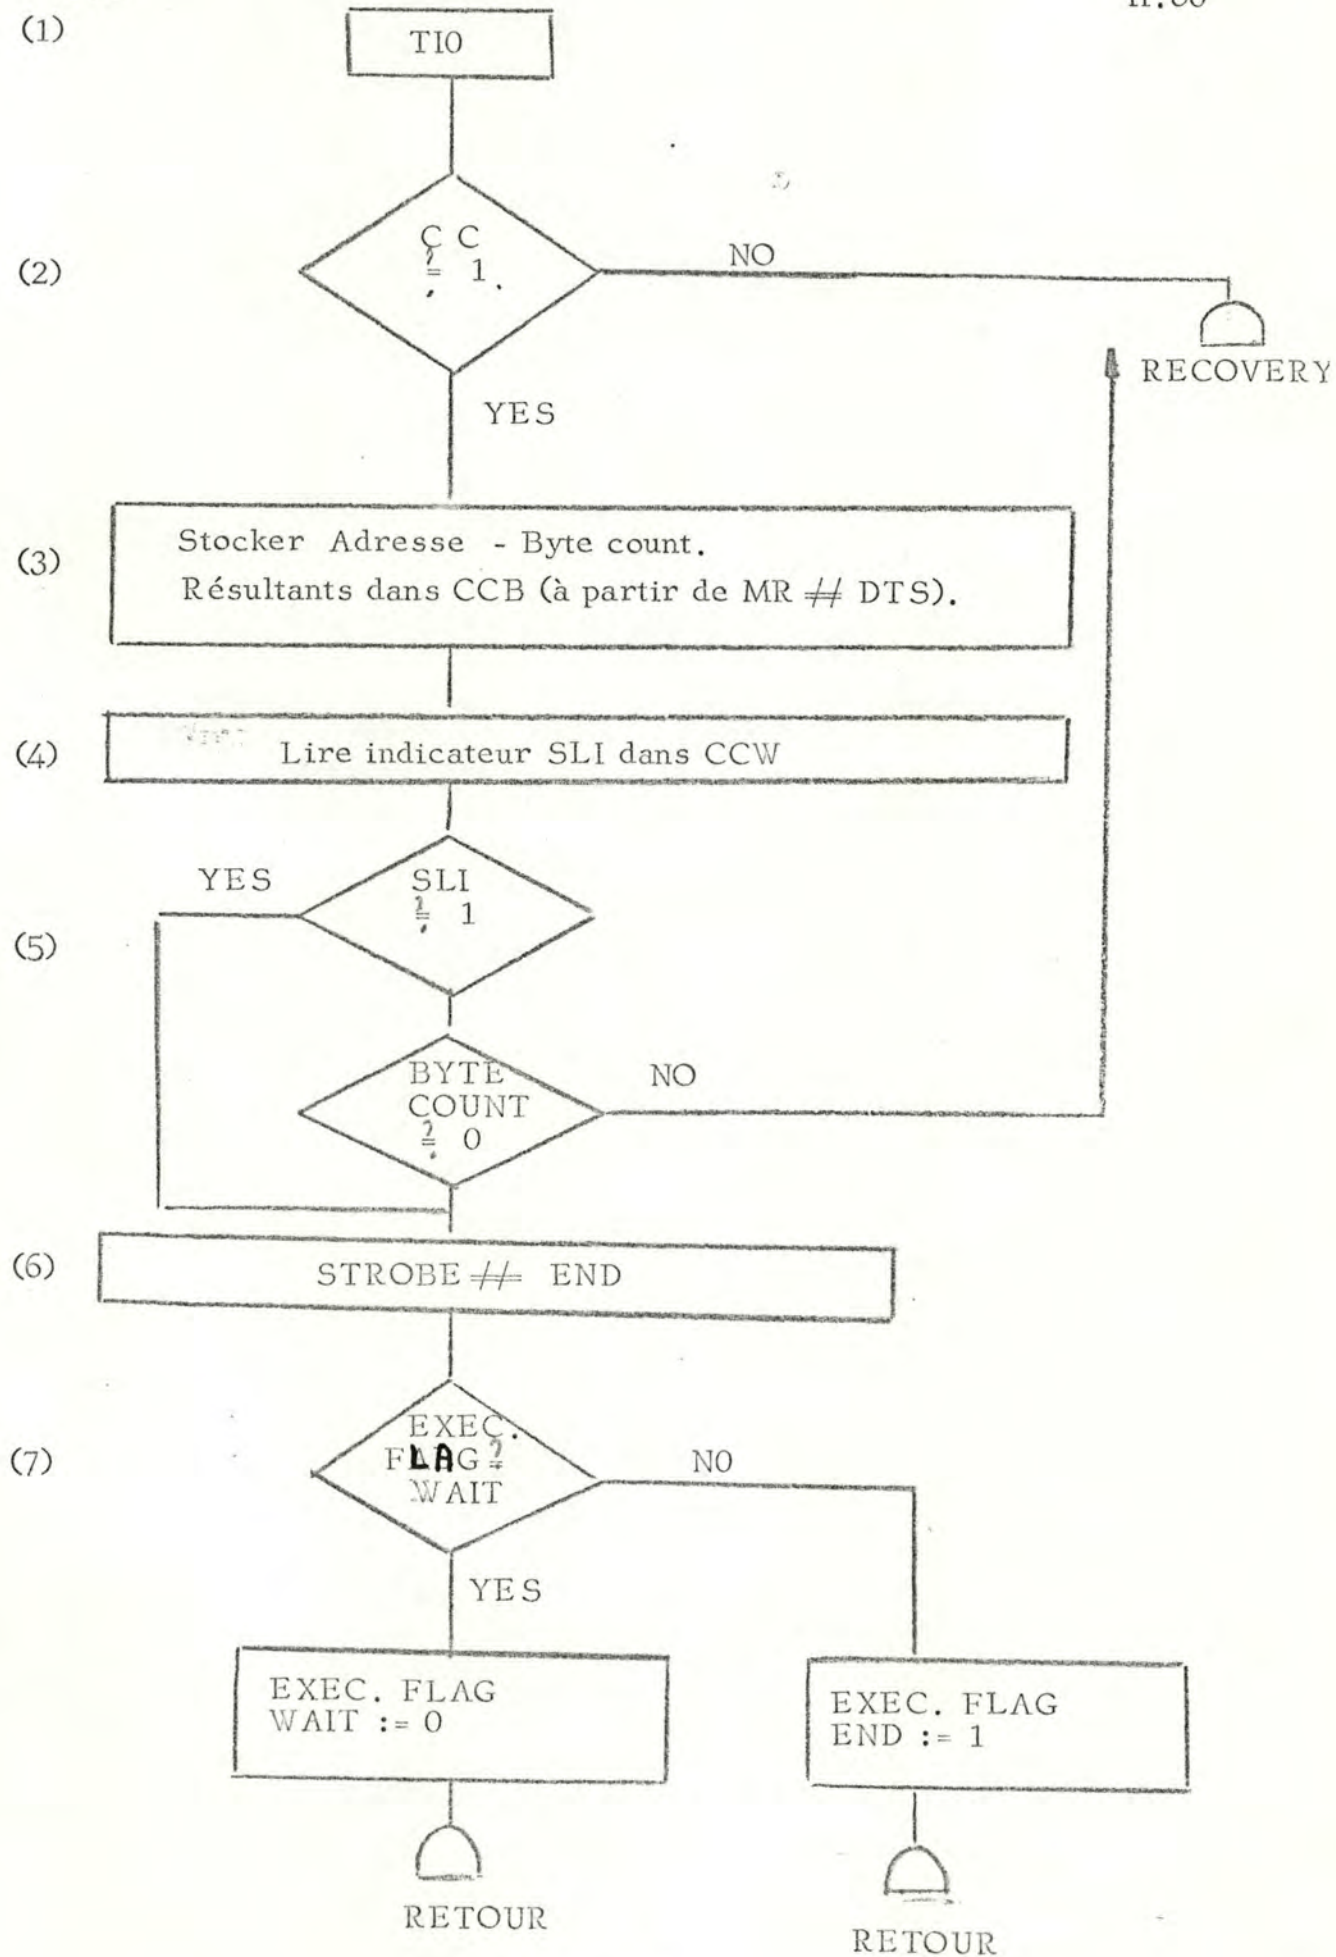 (1)
TIO
(2)
C C
? = 1.
NO
RECOVERY
YES
(3)
Stocker Adresse - Byte count.
Résultants dans CCB (à partir de MR # DTS).
(4)
Lire indicateur SLI dans CCW
YES
SLI
? = 1
(5)
BYTE
COUNT
? = 0
NO
(6)
STROBE # END
(7)
EXEC.
FLAG ? =
WAIT
NO
YES
EXEC. FLAG
WAIT := 0
EXEC. FLAG
END := 1
RETOUR
RETOUR